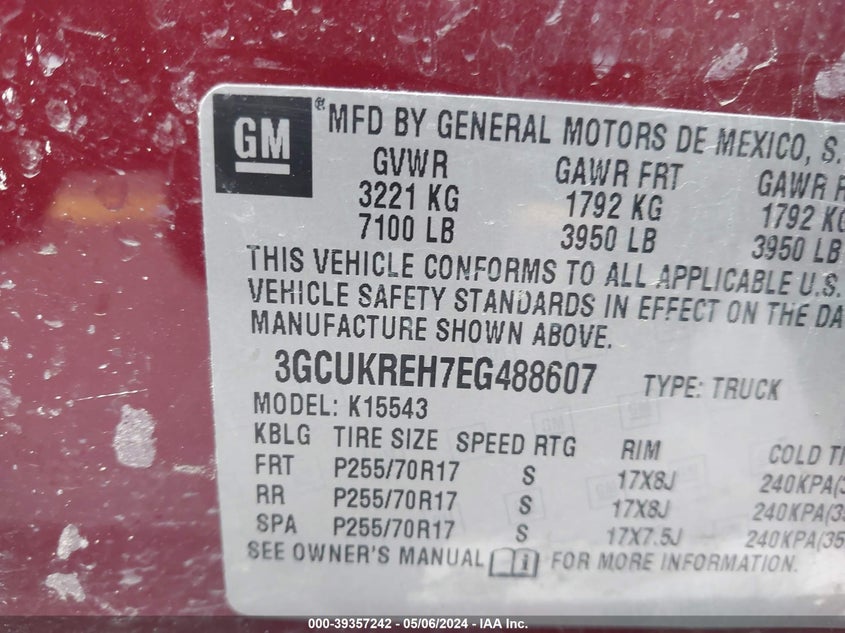 GM ® MFD BY GENERAL MOTORS DE MEXICO, S.
GVWR GAWR FRT GAWR R
3221 KG 1792 KG 1792 KG
7100 LB 3950 LB 3950 LB
THIS VEHICLE CONFORMS TO ALL APPLICABLE U.S.
VEHICLE SAFETY STANDARDS IN EFFECT ON THE DA
MANUFACTURE SHOWN ABOVE.
3GCUKREH7EG488607 TYPE: TRUCK
MODEL: K15543
KBLG TIRE SIZE SPEED RTG RIM COLD TI
FRT P255/70R17 S 17X8J 240KPA(3
RR P255/70R17 S 17X8J 240KPA(35
SPA P255/70R17 S 17X7.5J 240KPA(35
SEE OWNER'S MANUAL i FOR MORE INFORMATION.
000-39357242 - 05/06/2024 - IAA Inc.